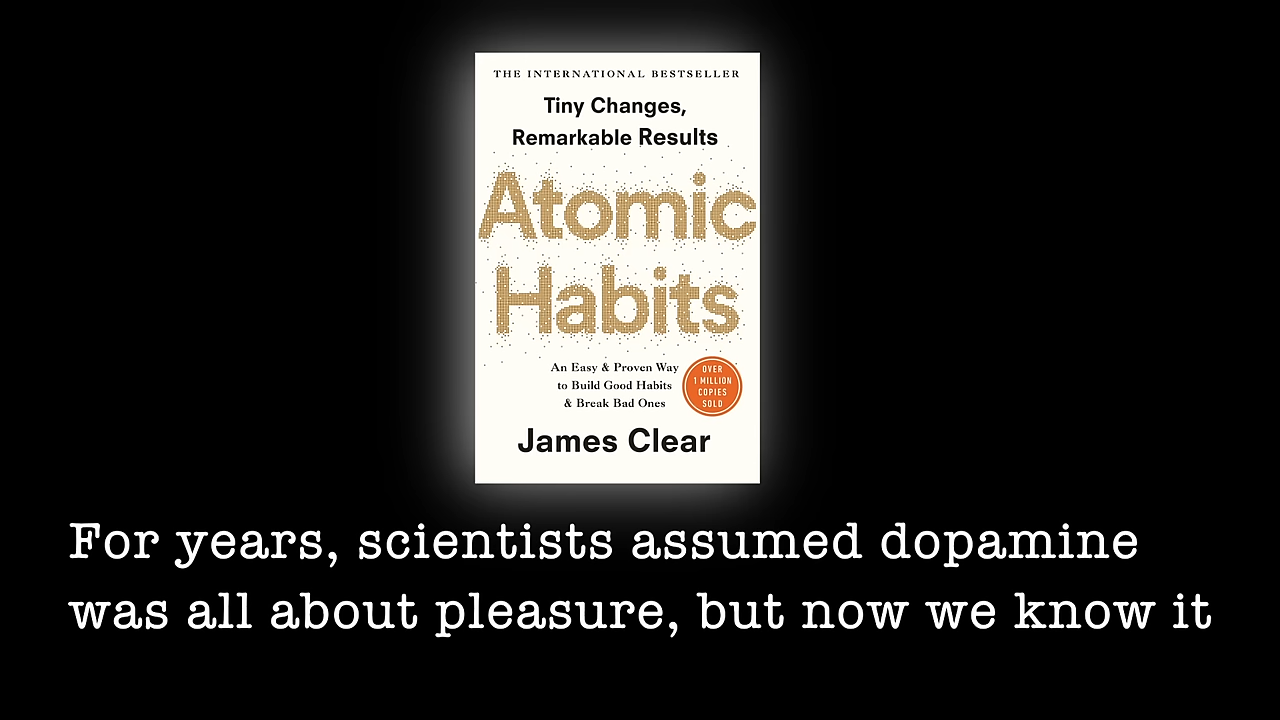 THE INTERNATIONAL BESTSELLER
Tiny Changes,
Remarkable Results
Atomic
Habits
An Easy & Proven Way
to Build Good Habits
& Break Bad Ones
OVER
1 MILLION
COPIES
SOLD
James Clear
For years, scientists assumed dopamine
was all about pleasure, but now we know it